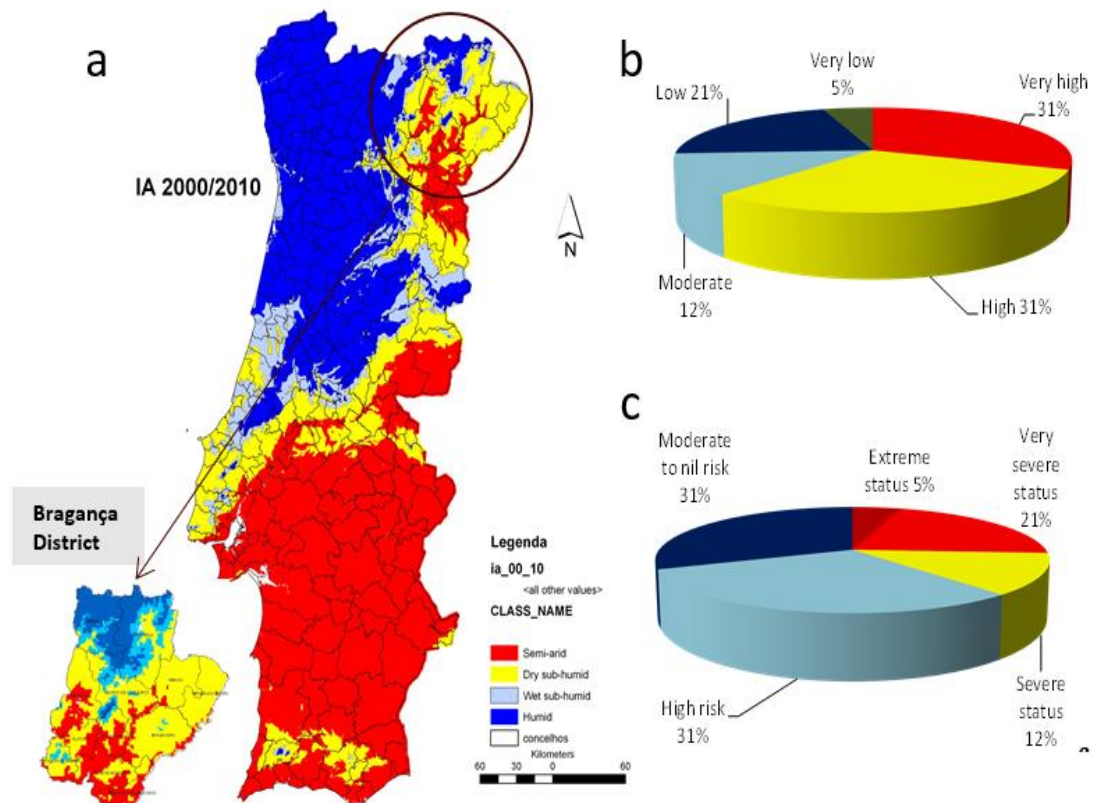 a
IA 2000/2010
N
Bragança
District
Legenda
ia_00_10
<all other values>
CLASS_NAME
Semi-arid
Dry sub-humid
Wet sub-humid
Humid
concelhos
Kilometers
60 30 0 60
b
Very low
5%
Very high
31%
Low 21%
Moderate
12%
High 31%
c
Moderate
to nil risk
31%
Extreme
status 5%
Very
severe
status
21%
High risk
31%
Severe
status
12%